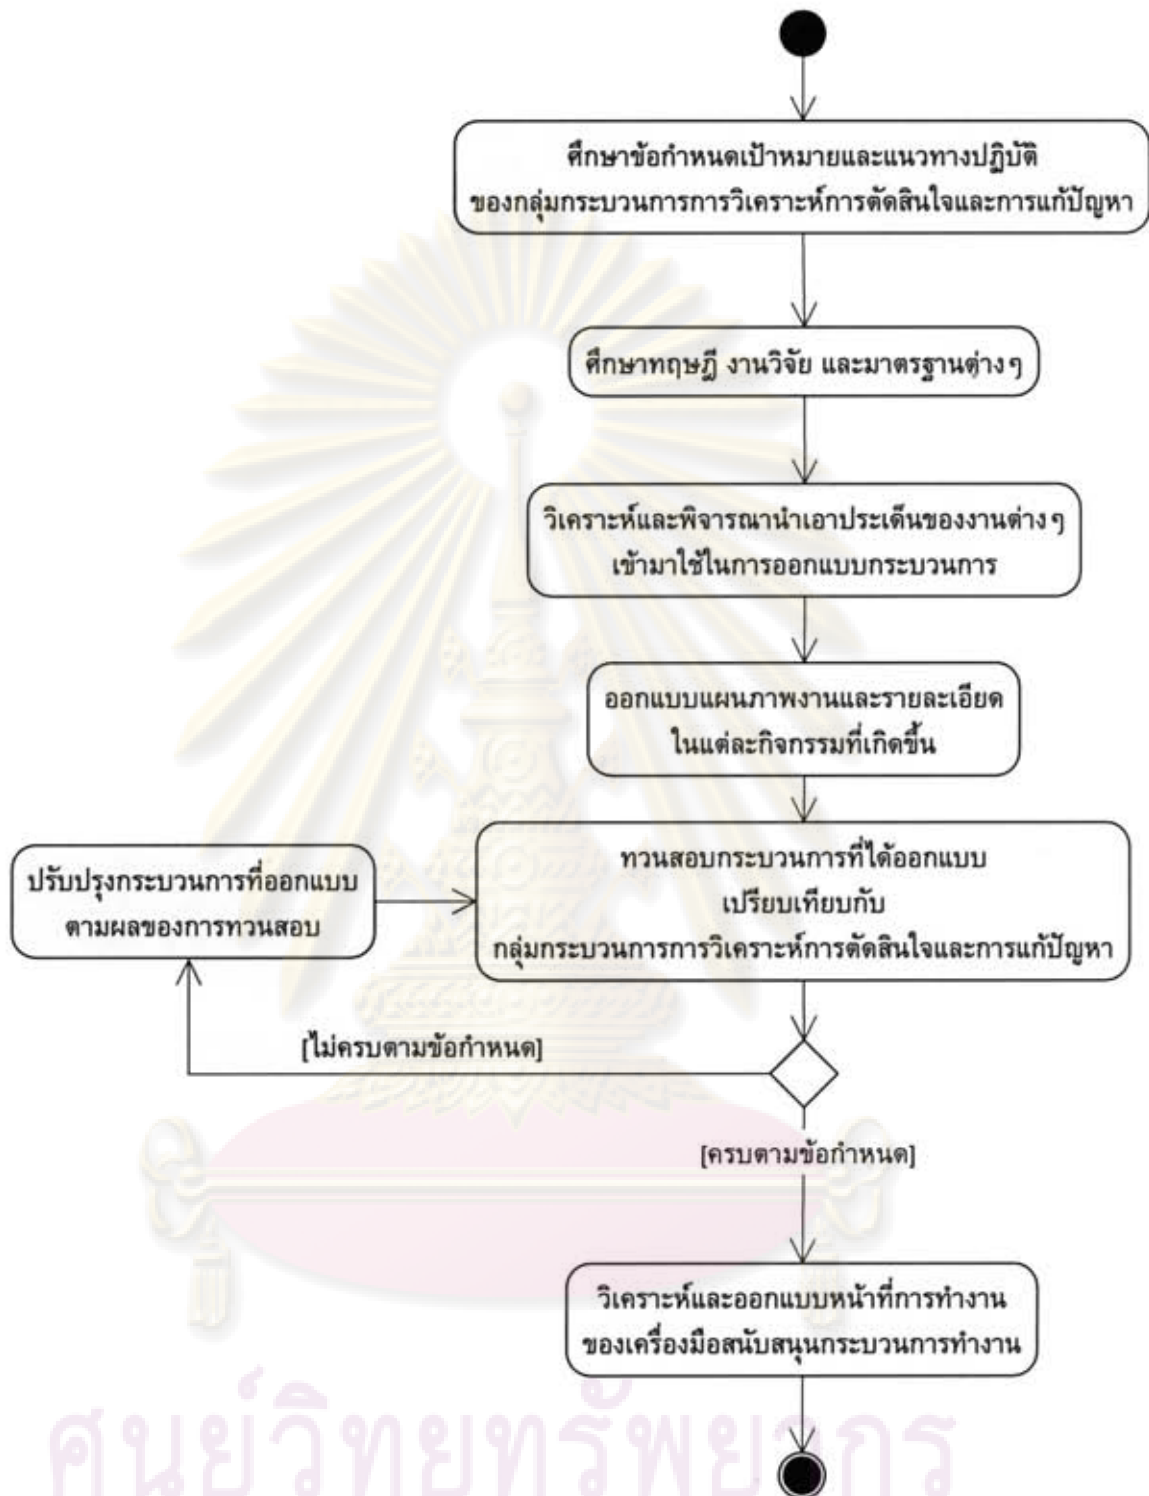 ศึกษาข้อกำหนดเป้าหมายและแนวทางปฏิบัติ
ของกลุ่มกระบวนการการวิเคราะห์การตัดสินใจและการแก้ปัญหา
ศึกษาทฤษฎี งานวิจัย และมาตรฐานต่างๆ
วิเคราะห์และพิจารณานำเอาประเด็นของงานต่างๆ
เข้ามาใช้ในการออกแบบกระบวนการ
ออกแบบแผนภาพงานและรายละเอียด
ในแต่ละกิจกรรมที่เกิดขึ้น
ทวนสอบกระบวนการที่ได้ออกแบบ
เปรียบเทียบกับ
กลุ่มกระบวนการการวิเคราะห์การตัดสินใจและการแก้ปัญหา
ปรับปรุงกระบวนการที่ออกแบบ
ตามผลของการทวนสอบ
[ไม่ครบตามข้อกำหนด]
[ครบตามข้อกำหนด]
วิเคราะห์และออกแบบหน้าที่การทำงาน
ของเครื่องมือสนับสนุนกระบวนการทำงาน
ศูนย์วิทยทรัพยากร